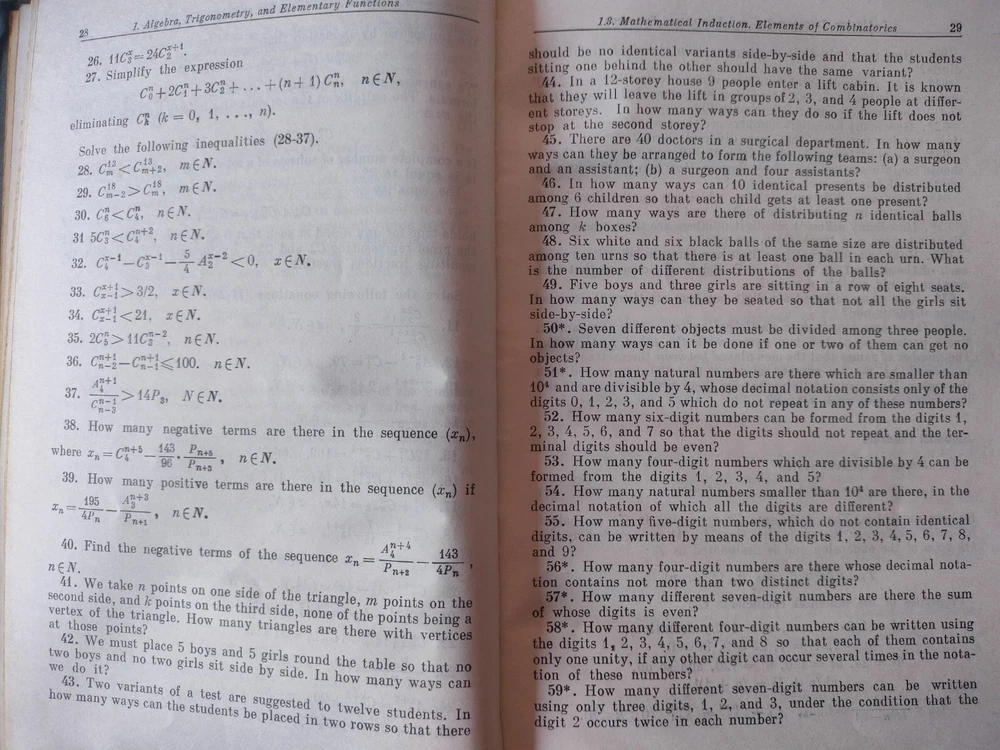 28 1. Algebra, Trigonometry, and Elementary Functions
26. 11C₃ˣ = 24C₂ˣ⁺¹.
27. Simplify the expression
C₀ⁿ + 2C₁ⁿ + 3C₂ⁿ + . . . + (n + 1) Cₙⁿ, n ∈ N,
eliminating Cₖⁿ (k = 0, 1, . . ., n).
Solve the following inequalities (28-37).
28. Cₘ¹³ < Cₘ₊₂¹³, m ∈ N.
29. Cₘ₋₂¹⁸ > Cₘ¹⁸, m ∈ N.
30. C₆ⁿ < C₄ⁿ, n ∈ N.
31 5C₃ⁿ < C₄ⁿ⁺², n ∈ N.
32. C₄ˣ⁻¹ − C₃ˣ⁻¹ − 5/4 A₂ˣ⁻² < 0, x ∈ N.
33. Cₓ₋₁ˣ⁺¹ > 3/2, x ∈ N.
34. Cₓ₋₁ˣ⁺¹ < 21, x ∈ N.
35. 2C₅ⁿ > 11C₃ⁿ⁻², n ∈ N.
36. Cₙ₋₂ⁿ⁺¹ − Cₙ₋₁ⁿ⁺¹ ⩽ 100. n ∈ N.
37. A₄ⁿ⁺¹ / Cₙ₋₃ⁿ⁻¹ > 14P₃, N ∈ N.
38. How many negative terms are there in the sequence (xₙ),
where xₙ = C₄ⁿ⁺⁵ − 143/96 · Pₙ₊₅/Pₙ₊₃, n ∈ N.
39. How many positive terms are there in the sequence (xₙ) if
xₙ = 195/4Pₙ − A₃ⁿ⁺³/Pₙ₊₁, n ∈ N.
40. Find the negative terms of the sequence xₙ = A₄ⁿ⁺⁴/Pₙ₊₂ − 143/4Pₙ,
n ∈ N.
41. We take n points on one side of the triangle, m points on the
second side, and k points on the third side, none of the points being a
vertex of the triangle. How many triangles are there with vertices
at those points?
42. We must place 5 boys and 5 girls round the table so that no
two boys and no two girls sit side by side. In how many ways can
we do it?
43. Two variants of a test are suggested to twelve students. In
how many ways can the students be placed in two rows so that there
1.3. Mathematical Induction. Elements of Combinatorics 29
should be no identical variants side-by-side and that the students
sitting one behind the other should have the same variant?
44. In a 12-storey house 9 people enter a lift cabin. It is known
that they will leave the lift in groups of 2, 3, and 4 people at differ-
ent storeys. In how many ways can they do so if the lift does not
stop at the second storey?
45. There are 40 doctors in a surgical department. In how many
ways can they be arranged to form the following teams: (a) a surgeon
and an assistant; (b) a surgeon and four assistants?
46. In how many ways can 10 identical presents be distributed
among 6 children so that each child gets at least one present?
47. How many ways are there of distributing n identical balls
among k boxes?
48. Six white and six black balls of the same size are distributed
among ten urns so that there is at least one ball in each urn. What
is the number of different distributions of the balls?
49. Five boys and three girls are sitting in a row of eight seats.
In how many ways can they be seated so that not all the girls sit
side-by-side?
50*. Seven different objects must be divided among three people.
In how many ways can it be done if one or two of them can get no
objects?
51*. How many natural numbers are there which are smaller than
10⁴ and are divisible by 4, whose decimal notation consists only of the
digits 0, 1, 2, 3, and 5 which do not repeat in any of these numbers?
52. How many six-digit numbers can be formed from the digits 1,
2, 3, 4, 5, 6, and 7 so that the digits should not repeat and the ter-
minal digits should be even?
53. How many four-digit numbers which are divisible by 4 can be
formed from the digits 1, 2, 3, 4, and 5?
54. How many natural numbers smaller than 10⁴ are there, in the
decimal notation of which all the digits are different?
55. How many five-digit numbers, which do not contain identical
digits, can be written by means of the digits 1, 2, 3, 4, 5, 6, 7, 8,
and 9?
56*. How many four-digit numbers are there whose decimal nota-
tion contains not more than two distinct digits?
57*. How many different seven-digit numbers are there the sum
of whose digits is even?
58*. How many different four-digit numbers can be written using
the digits 1, 2, 3, 4, 5, 6, 7, and 8 so that each of them contains
only one unity, if any other digit can occur several times in the nota-
tion of these numbers?
59*. How many different seven-digit numbers can be written
using only three digits, 1, 2, and 3, under the condition that the
digit 2 occurs twice in each number?